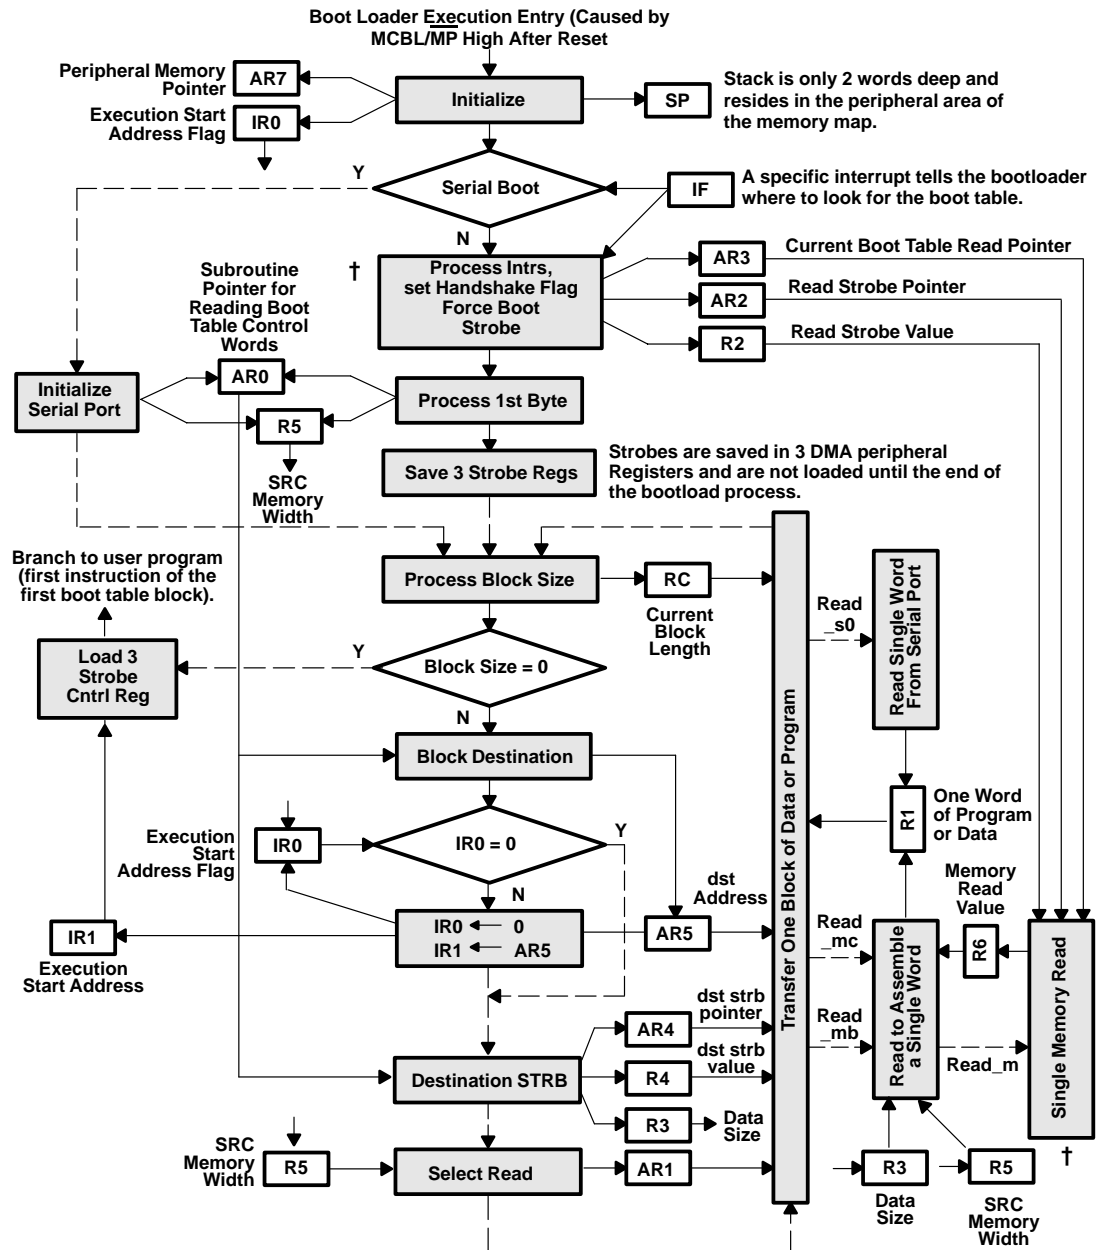 Boot Loader Execution Entry (Caused by
MCBL/MP High After Reset
Peripheral Memory
Pointer
AR7
Execution Start
Address Flag
IR0
Initialize
SP
Stack is only 2 words deep and
resides in the peripheral area of
the memory map.
Y
Serial Boot
IF
A specific interrupt tells the bootloader
where to look for the boot table.
N
†
Process Intrs,
set Handshake Flag
Force Boot
Strobe
AR3
Current Boot Table Read Pointer
AR2
Read Strobe Pointer
R2
Read Strobe Value
Subroutine
Pointer for
Reading Boot
Table Control
Words
Initialize
Serial Port
AR0
R5
SRC
Memory
Width
Process 1st Byte
Save 3 Strobe Regs
Strobes are saved in 3 DMA peripheral
Registers and are not loaded until the end of
the bootload process.
Branch to user program
(first instruction of the
first boot table block).
Process Block Size
RC
Current
Block
Length
Load 3
Strobe
Cntrl Reg
Y
Block Size = 0
N
Block Destination
Execution
Start
Address Flag
IR0
IR0 = 0
Y
N
dst
Address
IR0 ← 0
IR1 ← AR5
AR5
IR1
Execution
Start Address
Destination STRB
AR4
dst strb
pointer
R4
dst strb
value
R3
Data
Size
SRC
Memory
Width
R5
Select Read
AR1
Transfer One Block of Data or Program
Read
_s0
Read Single Word
From Serial Port
R1
One Word
of Program
or Data
Memory
Read
Value
R6
Read
_mc
Read
_mb
Read to Assemble
a Single Word
Read_m
Single Memory Read
†
R3
Data
Size
R5
SRC
Memory
Width